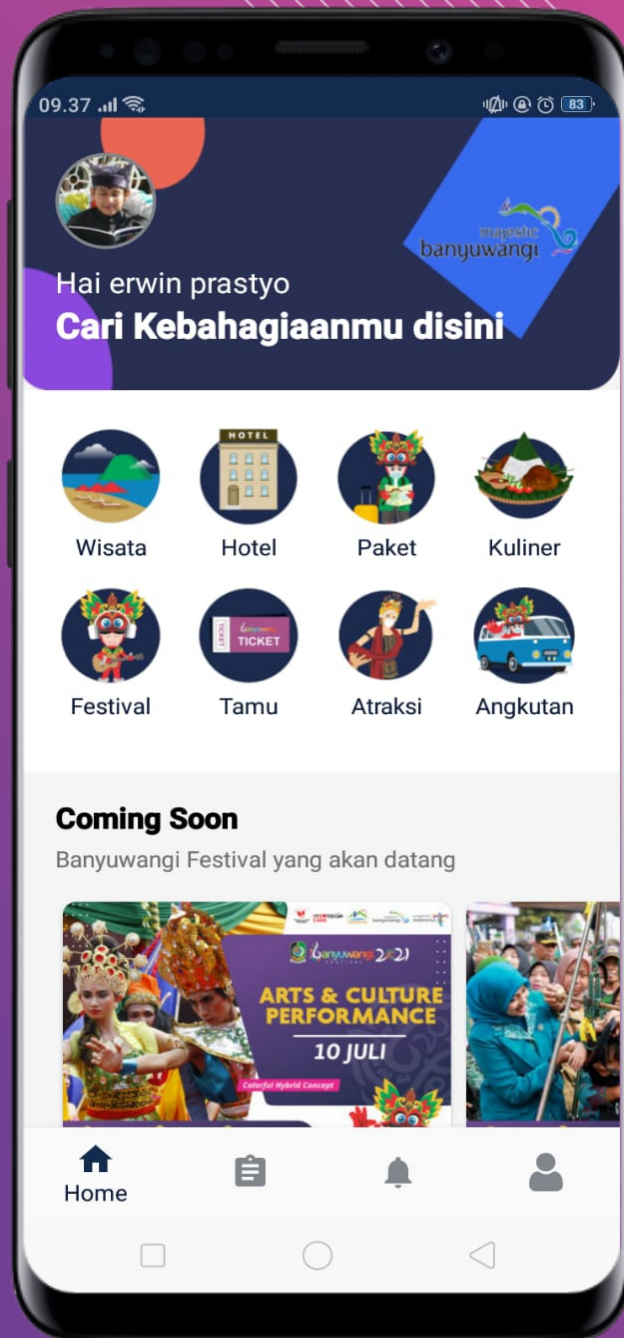 09.37
83
majestic
banyuwangi
Hai erwin prastyo
Cari Kebahagiaanmu disini
HOTEL
Wisata
Hotel
Paket
Kuliner
TICKET
TICKET
Festival
Tamu
Atraksi
Angkutan
Coming Soon
Banyuwangi Festival yang akan datang
Banyuwangi 2021
FESTIVAL
ARTS & CULTURE
PERFORMANCE
10 JULI
Colorful Hybrid Concept
Home